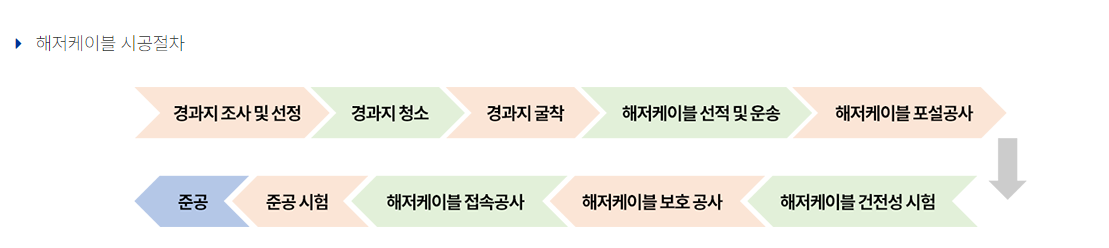 해저케이블 시공절차
경과지 조사 및 선정 경과지 청소 경과지 굴착 해저케이블 선적 및 운송 해저케이블 포설공사
준공 준공 시험 해저케이블 접속공사 해저케이블 보호 공사 해저케이블 건전성 시험